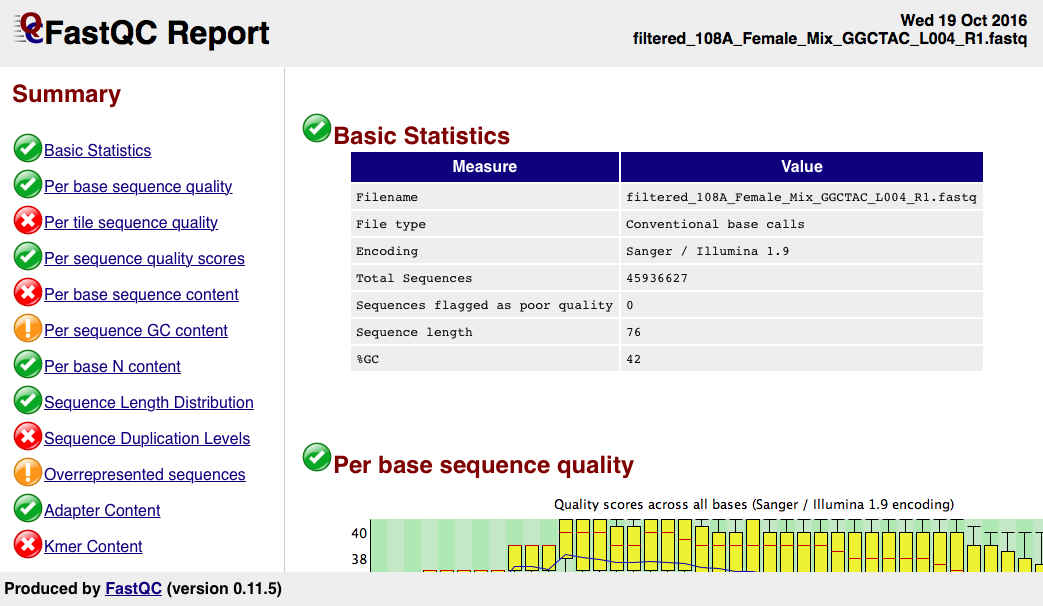 FastQC Report
Wed 19 Oct 2016
filtered_108A_Female_Mix_GGCTAC_L004_R1.fastq
Summary
Basic Statistics
Per base sequence quality
Per tile sequence quality
Per sequence quality scores
Per base sequence content
Per sequence GC content
Per base N content
Sequence Length Distribution
Sequence Duplication Levels
Overrepresented sequences
Adapter Content
Kmer Content
Basic Statistics
Measure Value
Filename filtered_108A_Female_Mix_GGCTAC_L004_R1.fastq
File type Conventional base calls
Encoding Sanger / Illumina 1.9
Total Sequences 45936627
Sequences flagged as poor quality 0
Sequence length 76
%GC 42
Per base sequence quality
Quality scores across all bases (Sanger / Illumina 1.9 encoding)
40
38
Produced by FastQC (version 0.11.5)